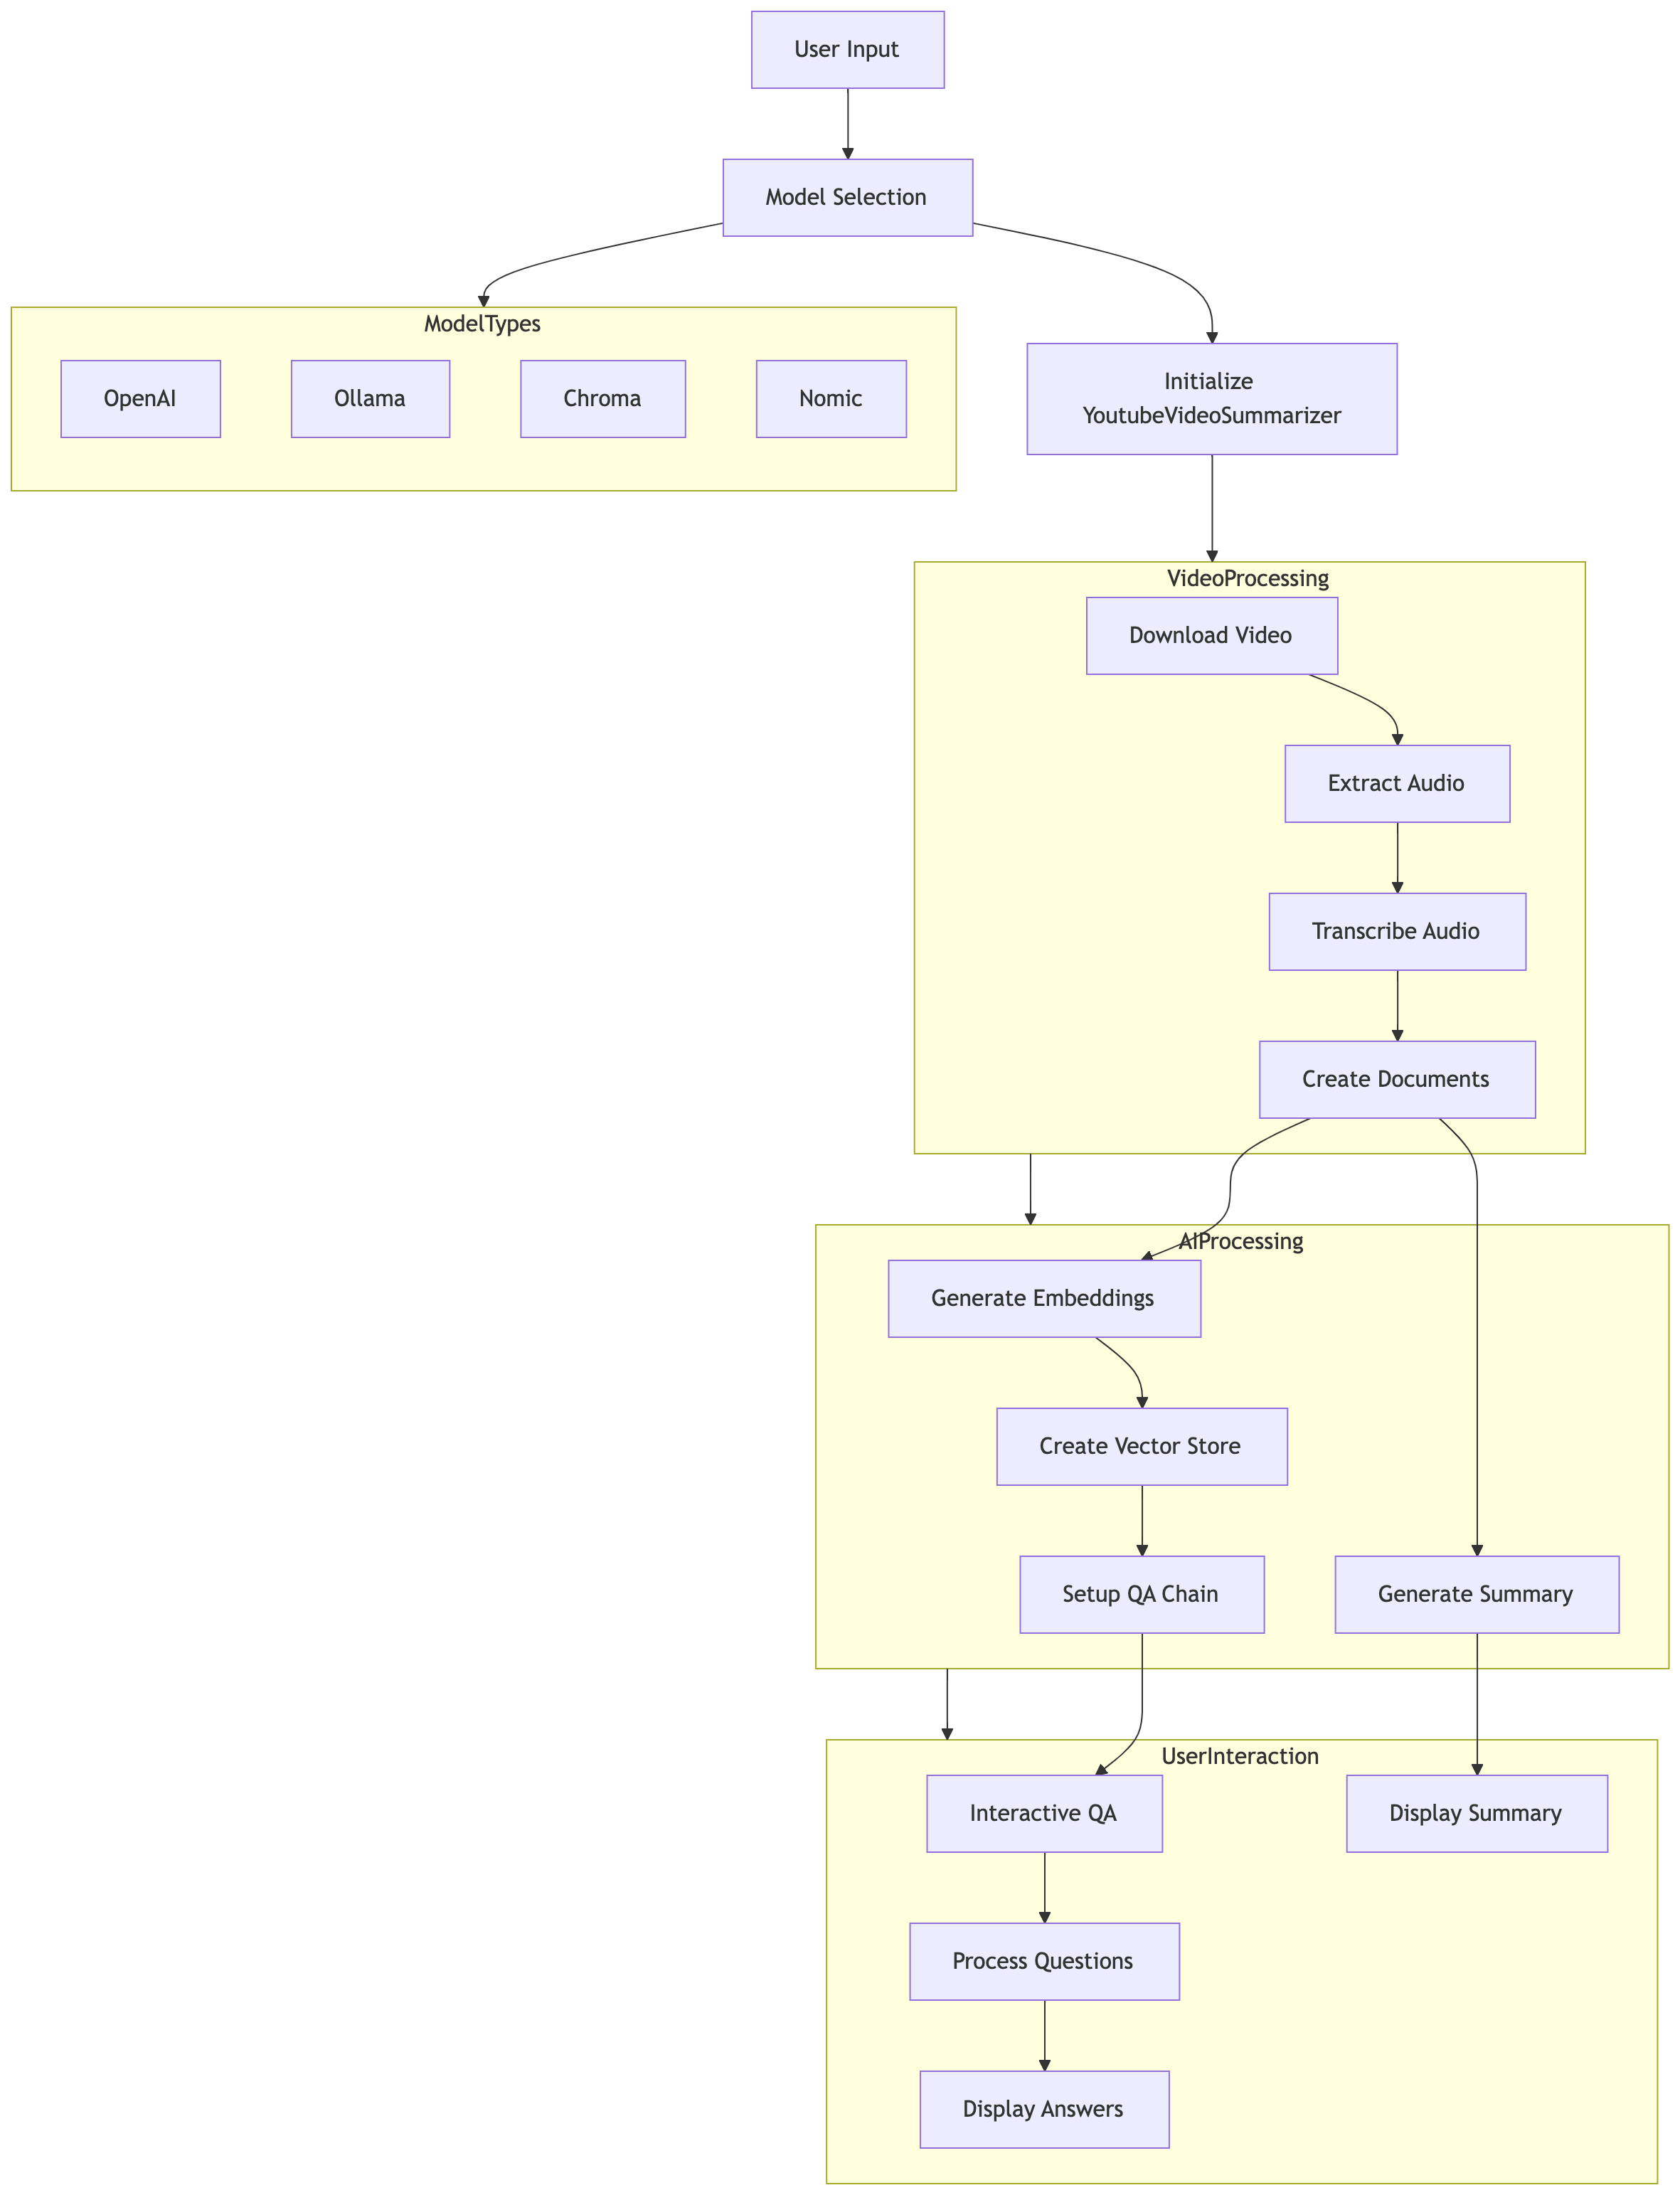 User Input
Model Selection
ModelTypes
OpenAI
Ollama
Chroma
Nomic
Initialize
YoutubeVideoSummarizer
VideoProcessing
Download Video
Extract Audio
Transcribe Audio
Create Documents
AIProcessing
Generate Embeddings
Create Vector Store
Setup QA Chain
Generate Summary
UserInteraction
Interactive QA
Display Summary
Process Questions
Display Answers